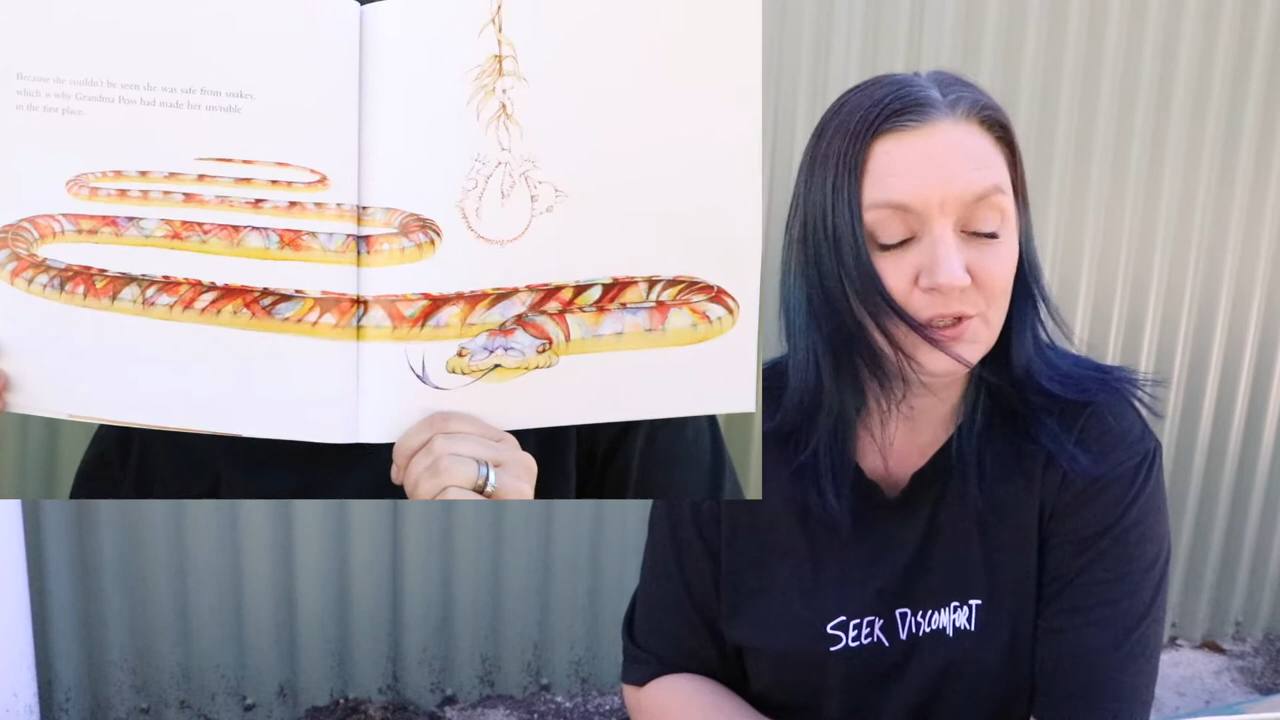 Because she couldn't be seen she was safe from snakes,
which is why Grandma Poss had made her invisible
in the first place.
SEEK DISCOMFORT